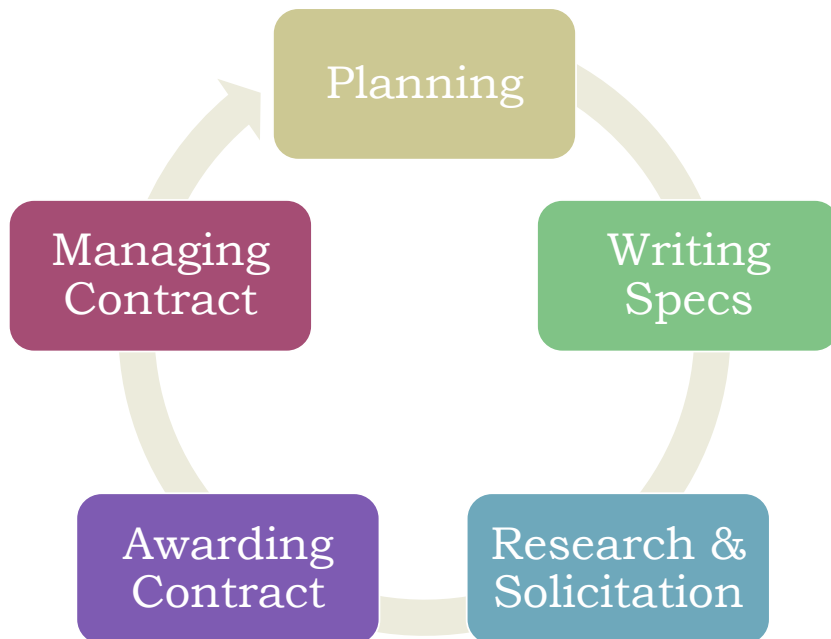 Planning
Writing
Specs
Research &
Solicitation
Awarding
Contract
Managing
Contract